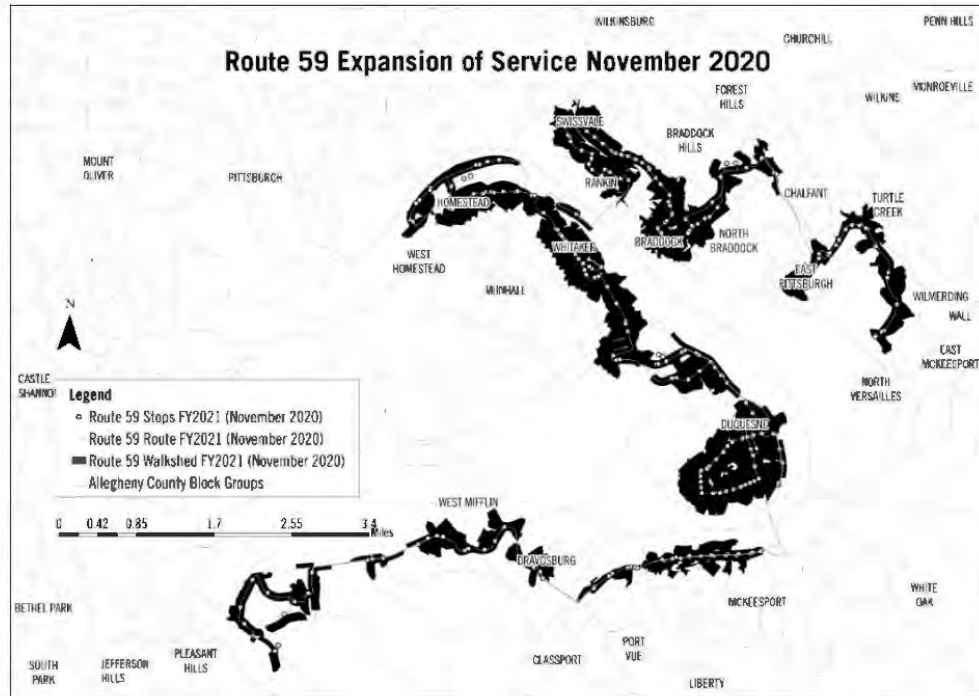 WILKINSBURG
PENN HILLS
CHURCHILL
Route 59 Expansion of Service November 2020
FOREST
HILLS
WILKINS
MONROEVILLE
SWISSVALE
BRADDOCK
HILLS
MOUNT
OLIVER
PITTSBURGH
RANKIN
CHALFANT
HOMESTEAD
TURTLE
CREEK
BRADDOCK
NORTH
BRADDOCK
WHITAKER
WEST
HOMESTEAD
EAST
PITTSBURGH
MUNHALL
WILMERDING
WALL
N
EAST
MCKEESPORT
NORTH
VERSAILLES
CASTLE
SHANNO
Legend
Route 59 Stops FY2021 (November 2020)
Route 59 Route FY2021 (November 2020)
Route 59 Walkshed FY2021 (November 2020)
Allegheny County Block Groups
DUQUESNE
WEST MIFFLIN
0 0.42 0.85 1.7 2.55 3.4
Miles
DRAVOSBURG
BETHEL PARK
MCKEESPORT
WHITE
OAK
PLEASANT
HILLS
PORT
VUE
SOUTH
PARK
JEFFERSON
HILLS
GLASSPORT
LIBERTY